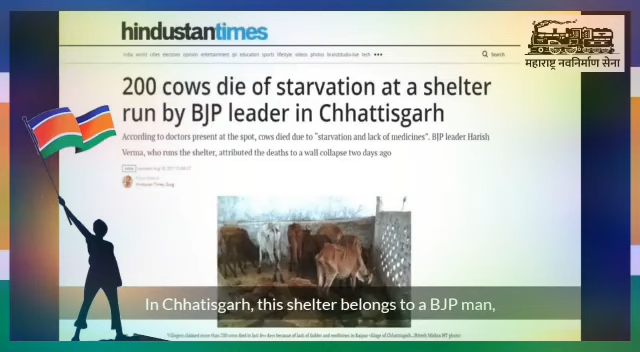 hindustantimes
Search
200 cows die of starvation at a shelter
run by BJP leader in Chhattisgarh
According to doctors present at the spot, cows died due to “starvation and lack of medicines”. BJP leader Harish
Verma, who runs the shelter, attributed the deaths to a wall collapse two days ago
महाराष्ट्र नवनिर्माण सेना
In Chhatisgarh, this shelter belongs to a BJP man,